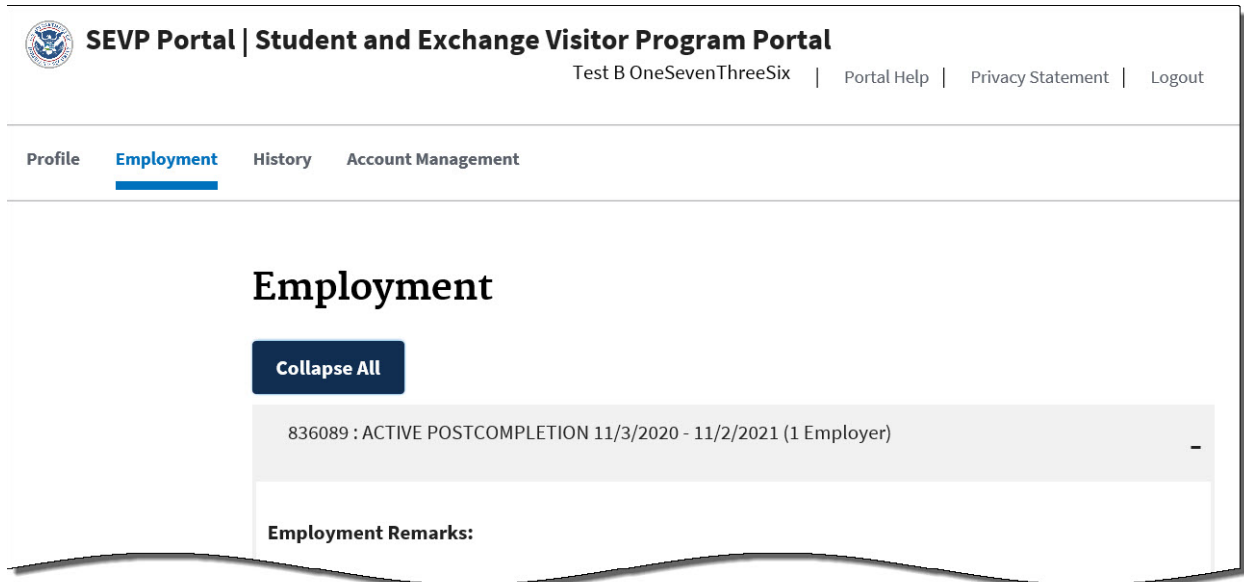 SEVP Portal | Student and Exchange Visitor Program Portal
Test B OneSevenThreeSix | Portal Help | Privacy Statement | Logout
Profile Employment History Account Management
Employment
Collapse All
836089 : ACTIVE POSTCOMPLETION 11/3/2020 - 11/2/2021 (1 Employer)
-
Employment Remarks: